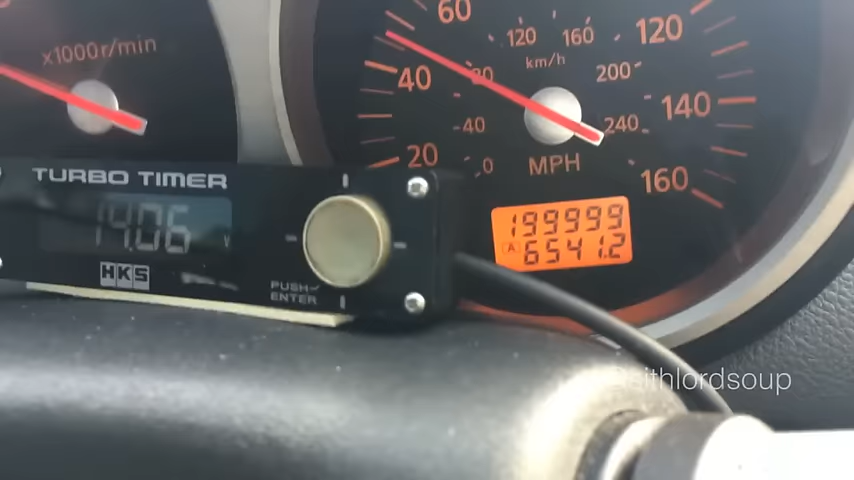 x1000r/min
60
120
160
120
km/h
80
200
40
140
40
240
20
0
MPH
160
TURBO TIMER
14.06 V
HKS
PUSH
ENTER
199999
A 6541.2
sithlordsoup